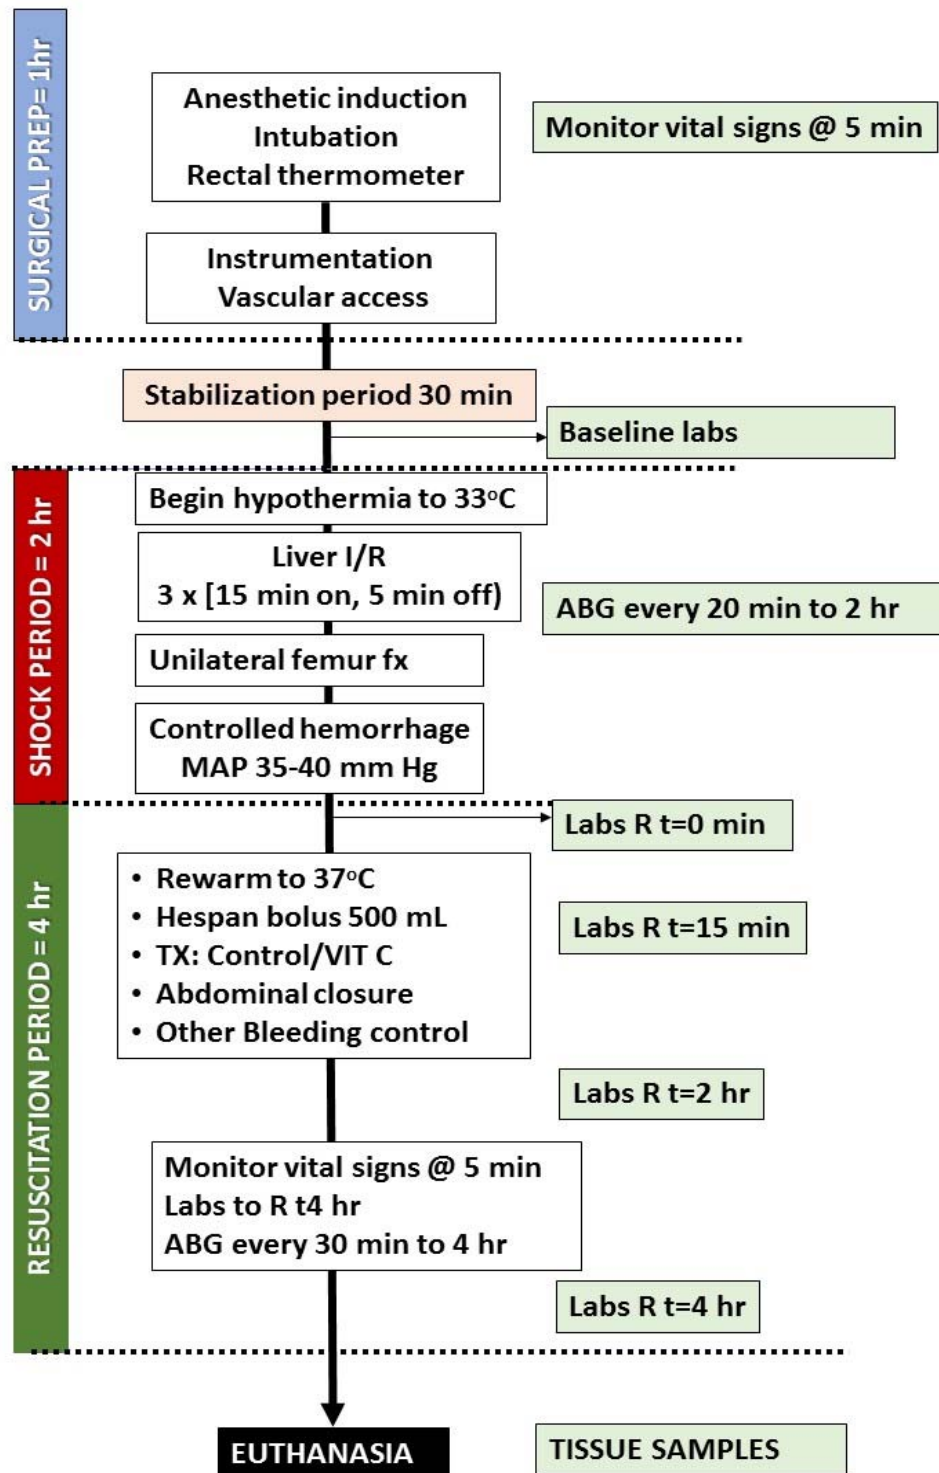 SURGICAL PREP= 1hr
Anesthetic induction
Intubation
Rectal thermometer
Monitor vital signs @ 5 min
Instrumentation
Vascular access
Stabilization period 30 min
Baseline labs
SHOCK PERIOD = 2 hr
Begin hypothermia to 33°C
Liver I/R
3 x [15 min on, 5 min off)
ABG every 20 min to 2 hr
Unilateral femur fx
Controlled hemorrhage
MAP 35-40 mm Hg
RESUSCITATION PERIOD = 4 hr
Labs R t=0 min
• Rewarm to 37°C
• Hespan bolus 500 mL
• TX: Control/VIT C
• Abdominal closure
• Other Bleeding control
Labs R t=15 min
Labs R t=2 hr
Monitor vital signs @ 5 min
Labs to R t4 hr
ABG every 30 min to 4 hr
Labs R t=4 hr
EUTHANASIA
TISSUE SAMPLES